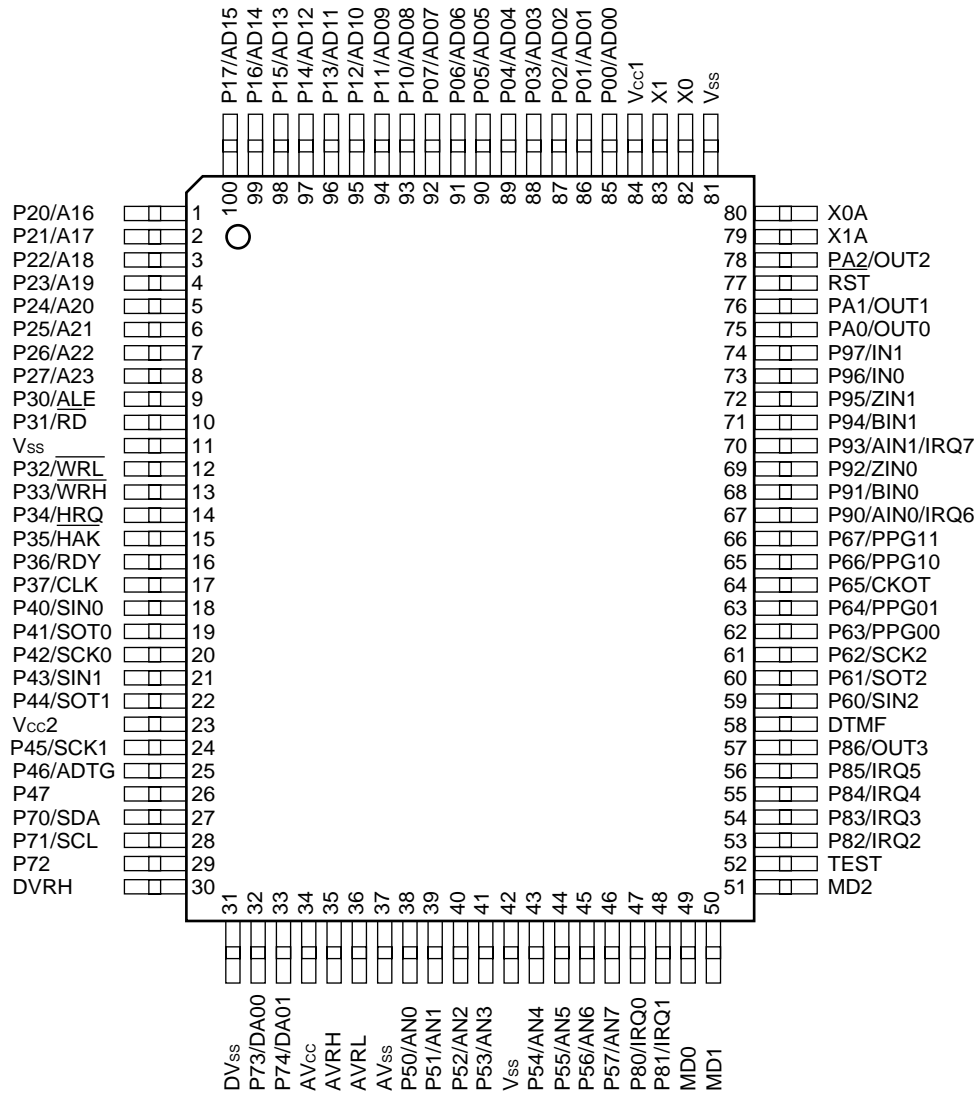 P17/AD15
P16/AD14
P15/AD13
P14/AD12
P13/AD11
P12/AD10
P11/AD09
P10/AD08
P07/AD07
P06/AD06
P05/AD05
P04/AD04
P03/AD03
P02/AD02
P01/AD01
P00/AD00
Vcc1
X1
X0
Vss
100
99
98
97
96
95
94
93
92
91
90
89
88
87
86
85
84
83
82
81
P20/A16 1
P21/A17 2
P22/A18 3
P23/A19 4
P24/A20 5
P25/A21 6
P26/A22 7
P27/A23 8
P30/ALE 9
P31/R̅D̅ 10
Vss 11
P32/W̅R̅L̅ 12
P33/W̅R̅H̅ 13
P34/HRQ 14
P35/H̅A̅K̅ 15
P36/RDY 16
P37/CLK 17
P40/SIN0 18
P41/SOT0 19
P42/SCK0 20
P43/SIN1 21
P44/SOT1 22
Vcc2 23
P45/SCK1 24
P46/ADTG 25
P47 26
P70/SDA 27
P71/SCL 28
P72 29
DVRH 30
80 X0A
79 X1A
78 PA2/OUT2
77 R̅S̅T̅
76 PA1/OUT1
75 PA0/OUT0
74 P97/IN1
73 P96/IN0
72 P95/ZIN1
71 P94/BIN1
70 P93/AIN1/IRQ7
69 P92/ZIN0
68 P91/BIN0
67 P90/AIN0/IRQ6
66 P67/PPG11
65 P66/PPG10
64 P65/CKOT
63 P64/PPG01
62 P63/PPG00
61 P62/SCK2
60 P61/SOT2
59 P60/SIN2
58 DTMF
57 P86/OUT3
56 P85/IRQ5
55 P84/IRQ4
54 P83/IRQ3
53 P82/IRQ2
52 TEST
51 MD2
31
32
33
34
35
36
37
38
39
40
41
42
43
44
45
46
47
48
49
50
DVss
P73/DA00
P74/DA01
AVcc
AVRH
AVRL
AVss
P50/AN0
P51/AN1
P52/AN2
P53/AN3
Vss
P54/AN4
P55/AN5
P56/AN6
P57/AN7
P80/IRQ0
P81/IRQ1
MD0
MD1